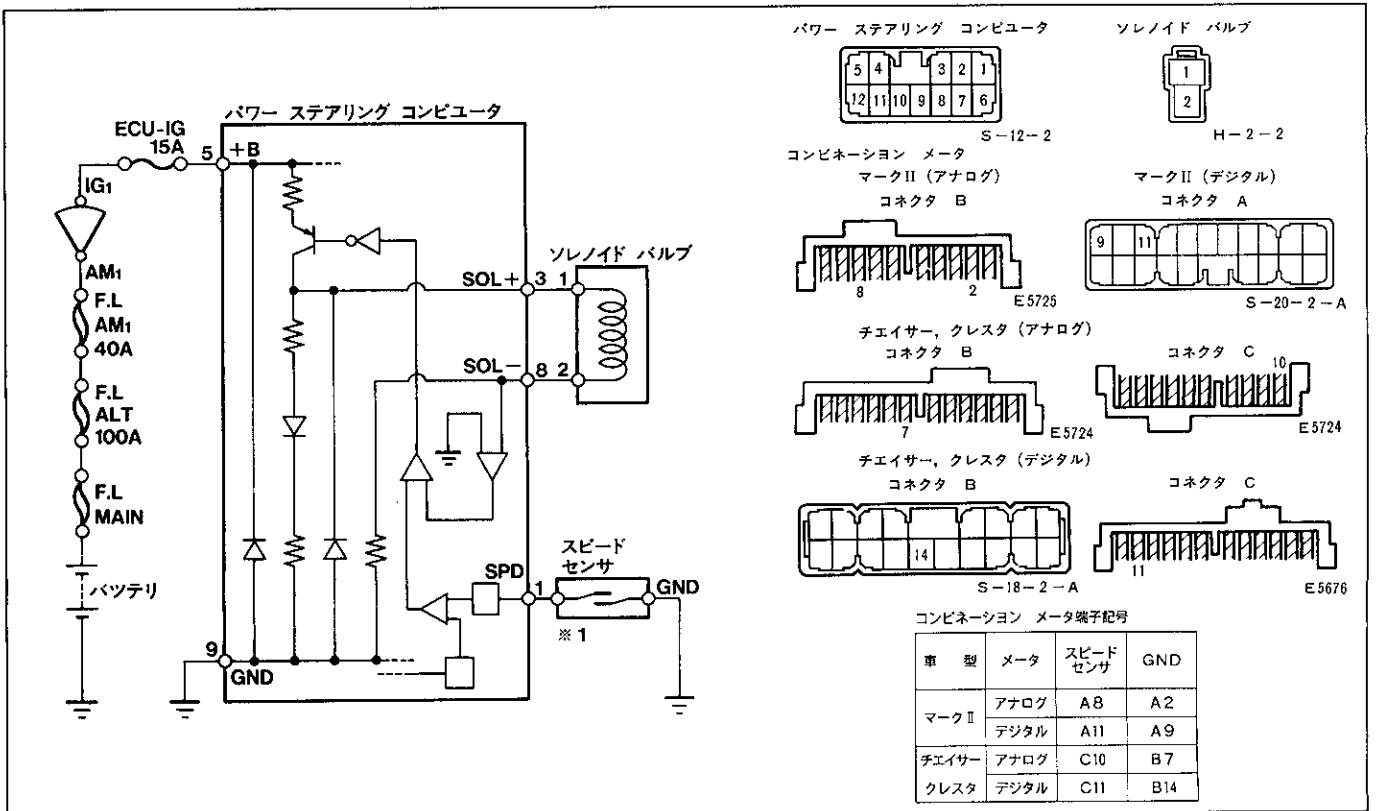 パワー ステアリング コンピユータ
ECU-IG
15A
5
+B
IG1
AM1
F.L
AM1
40A
F.L
ALT
100A
F.L
MAIN
バツテリ
9
GND
SOL+
3
1
ソレノイド バルブ
SOL−
8
2
SPD
1
スピード
センサ
GND
※1
パワー ステアリング コンピユータ
5 4 3 2 1
12 11 10 9 8 7 6
S-12-2
ソレノイド バルブ
1
2
H-2-2
コンビネーシヨン メータ
マークII (アナログ)
コネクタ B
8 2
E5725
マークII (デジタル)
コネクタ A
9 11
S-20-2-A
チエイサー, クレスタ (アナログ)
コネクタ B
7
E5724
コネクタ C
10
E5724
チエイサー, クレスタ (デジタル)
コネクタ B
14
S-18-2-A
コネクタ C
11
E5676
コンビネーシヨン メータ端子記号
車 型 メータ スピード センサ GND
マークII アナログ A8 A2
デジタル A11 A9
チエイサー アナログ C10 B7
クレスタ デジタル C11 B14